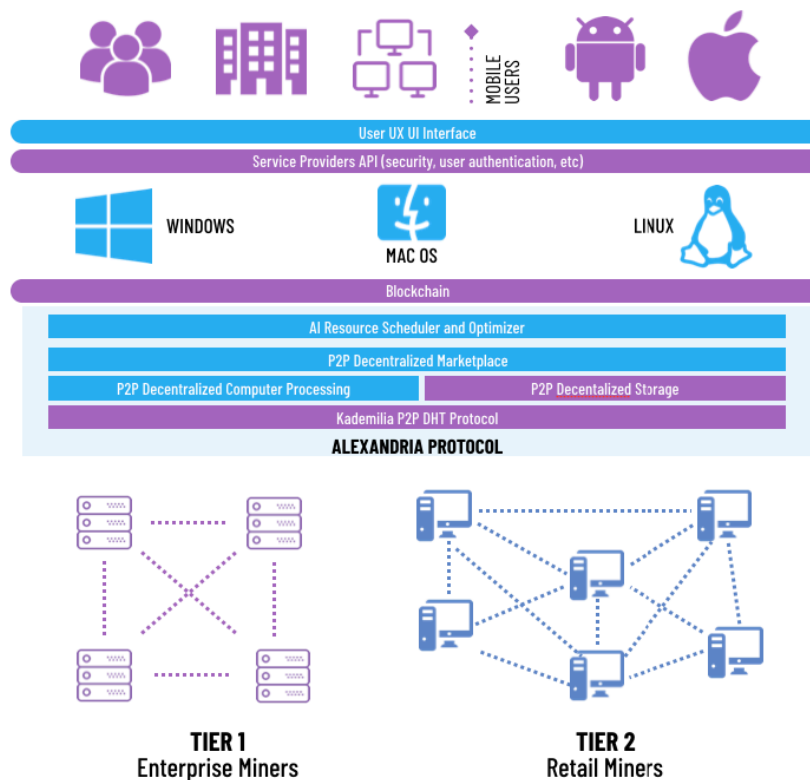 MOBILE
USERS
User UX UI Interface
Service Providers API (security, user authentication, etc)
WINDOWS
MAC OS
LINUX
Blockchain
AI Resource Scheduler and Optimizer
P2P Decentralized Marketplace
P2P Decentralized Computer Processing
P2P Decentalized Storage
Kademilia P2P DHT Protocol
ALEXANDRIA PROTOCOL
TIER 1
Enterprise Miners
TIER 2
Retail Miners